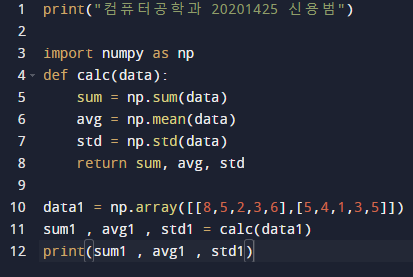 1 print("컴퓨터공학과 20201425 신용범")
2
3 import numpy as np
4 def calc(data):
5 sum = np.sum(data)
6 avg = np.mean(data)
7 std = np.std(data)
8 return sum, avg, std
9
10 data1 = np.array([[8,5,2,3,6],[5,4,1,3,5]])
11 sum1 , avg1 , std1 = calc(data1)
12 print(sum1 , avg1 , std1)